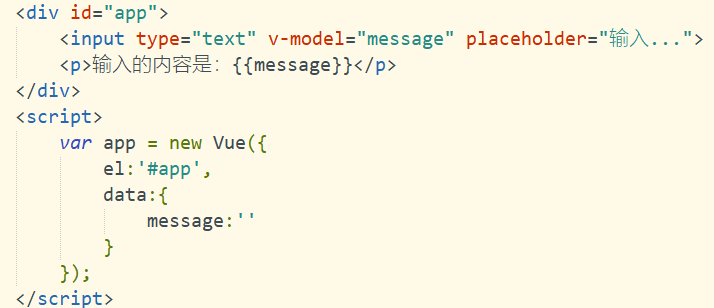 <div id="app">
    <input type="text" v-model="message" placeholder="输入...">
    <p>输入的内容是：{{message}}</p>
</div>
<script>
    var app = new Vue({
        el:'#app',
        data:{
            message:''
        }
    });
</script>